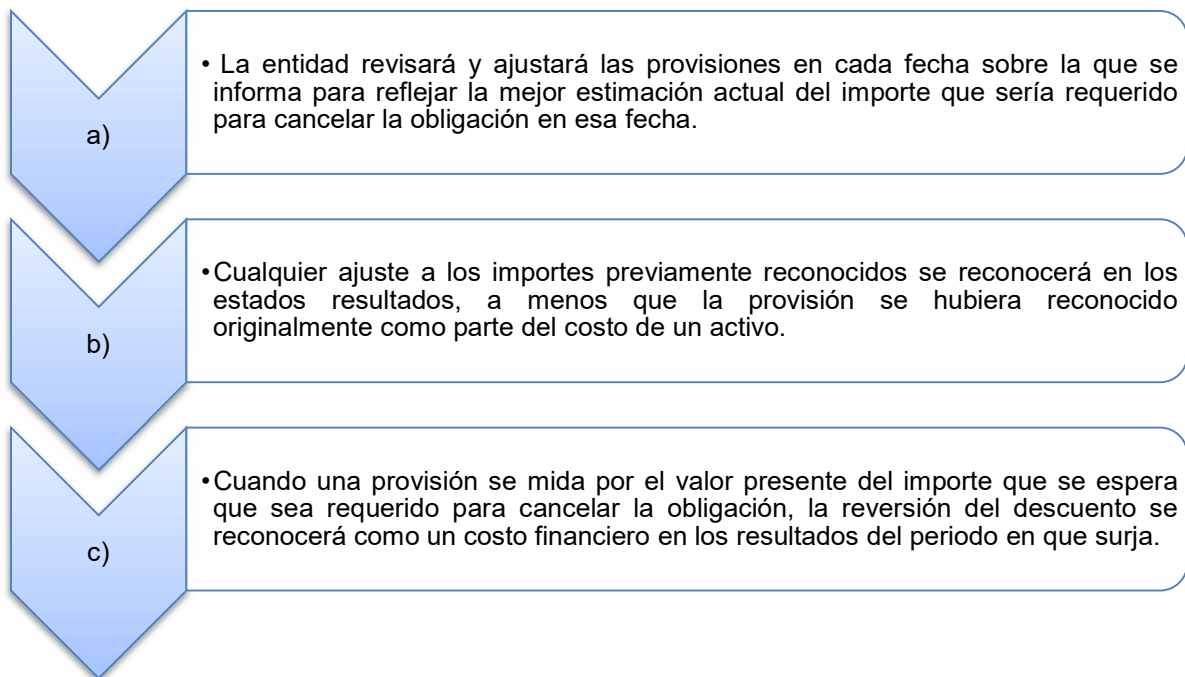 a)
• La entidad revisará y ajustará las provisiones en cada fecha sobre la que se
informa para reflejar la mejor estimación actual del importe que sería requerido
para cancelar la obligación en esa fecha.
b)
•Cualquier ajuste a los importes previamente reconocidos se reconocerá en los
estados resultados, a menos que la provisión se hubiera reconocido
originalmente como parte del costo de un activo.
c)
•Cuando una provisión se mida por el valor presente del importe que se espera
que sea requerido para cancelar la obligación, la reversión del descuento se
reconocerá como un costo financiero en los resultados del periodo en que surja.